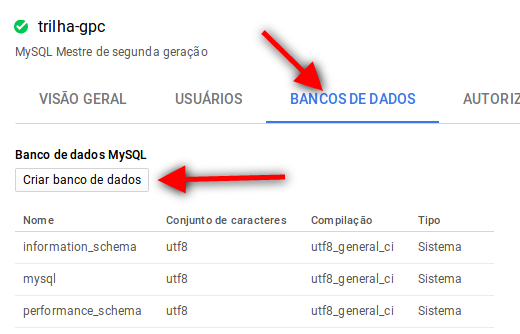 trilha-gpc
MySQL Mestre de segunda geração
VISÃO GERAL USUÁRIOS BANCOS DE DADOS AUTORIZ
Banco de dados MySQL
Criar banco de dados
Nome Conjunto de caracteres Compilação Tipo
information_schema utf8 utf8_general_ci Sistema
mysql utf8 utf8_general_ci Sistema
performance_schema utf8 utf8_general_ci Sistema